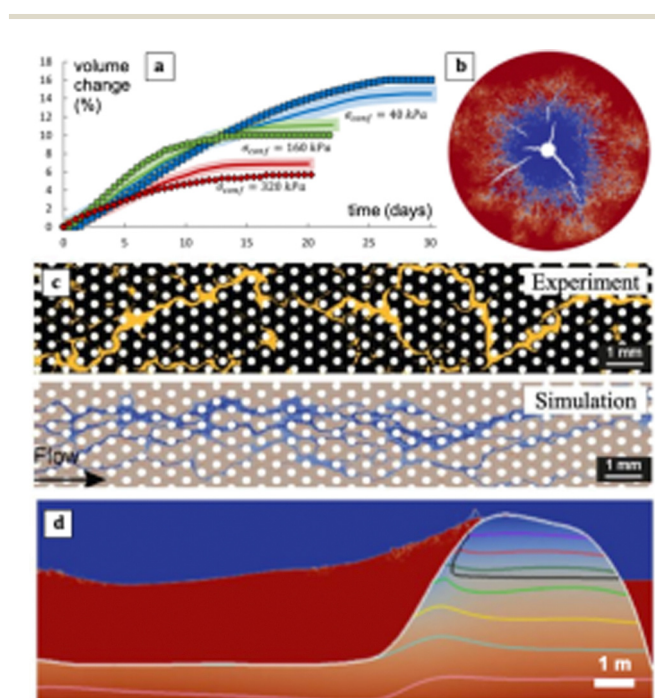 18
16
14
12
10
8
6
4
2
0
volume
change
(%)
a
σconf = 40 kPa
σconf = 160 kPa
σconf = 320 kPa
time (days)
0 5 10 15 20 25 30
b
c
Experiment
1 mm
Simulation
Flow
1 mm
d
1 m